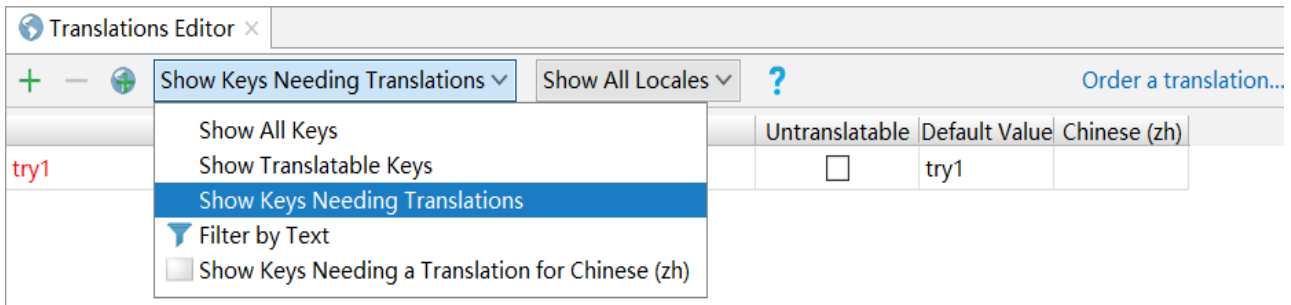 Translations Editor
Show Keys Needing Translations Show All Locales ? Order a translation...
Show All Keys
Untranslatable Default Value Chinese (zh)
try1 Show Translatable Keys try1
Show Keys Needing Translations
Filter by Text
Show Keys Needing a Translation for Chinese (zh)